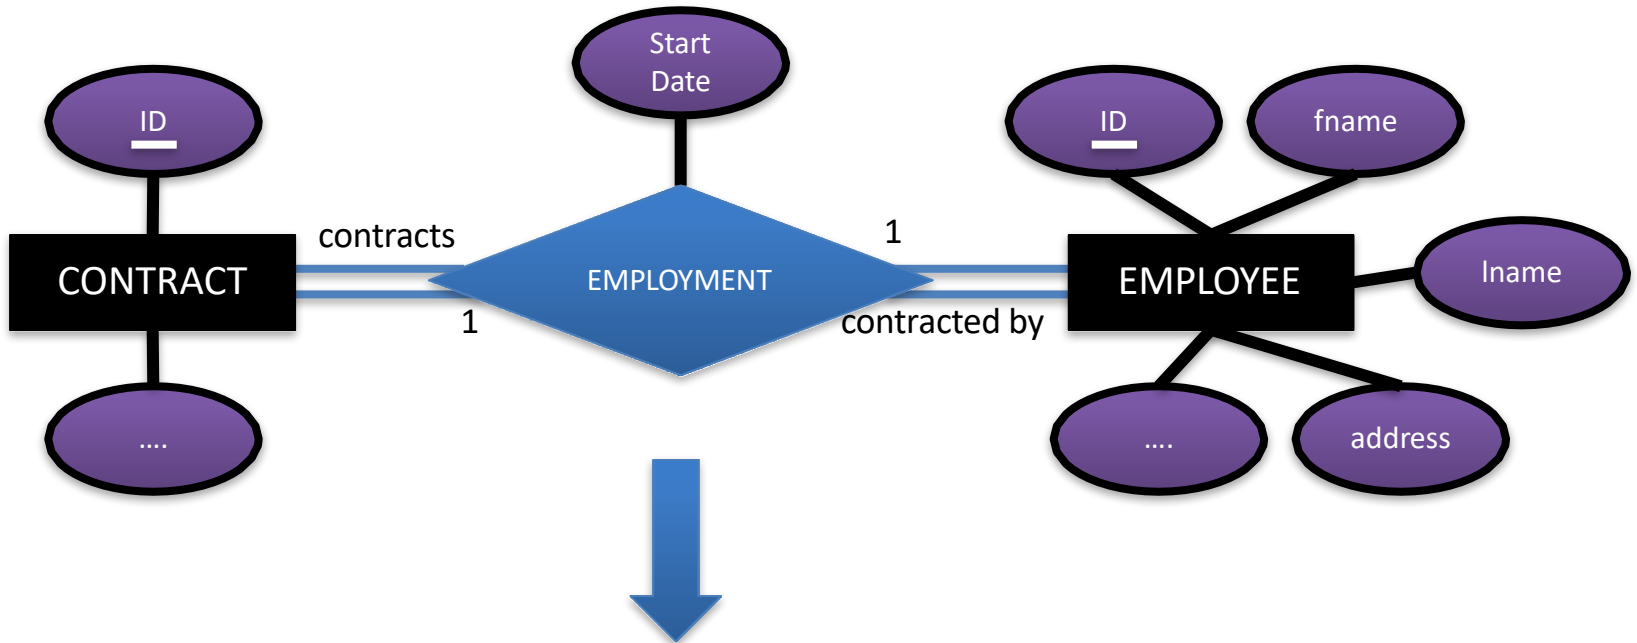 Start
Date
ID
ID
fname
contracts
1
CONTRACT
EMPLOYMENT
EMPLOYEE
lname
1
contracted by
....
....
address